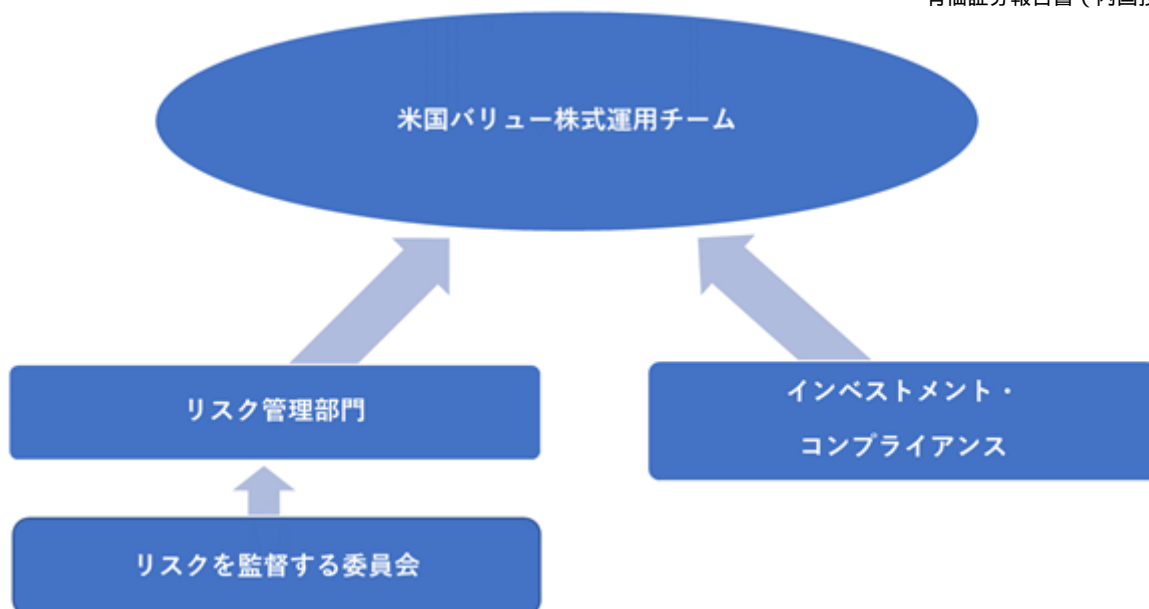 米国バリュー株式運用チーム
リスク管理部門
インベストメント・
コンプライアンス
リスクを監督する委員会